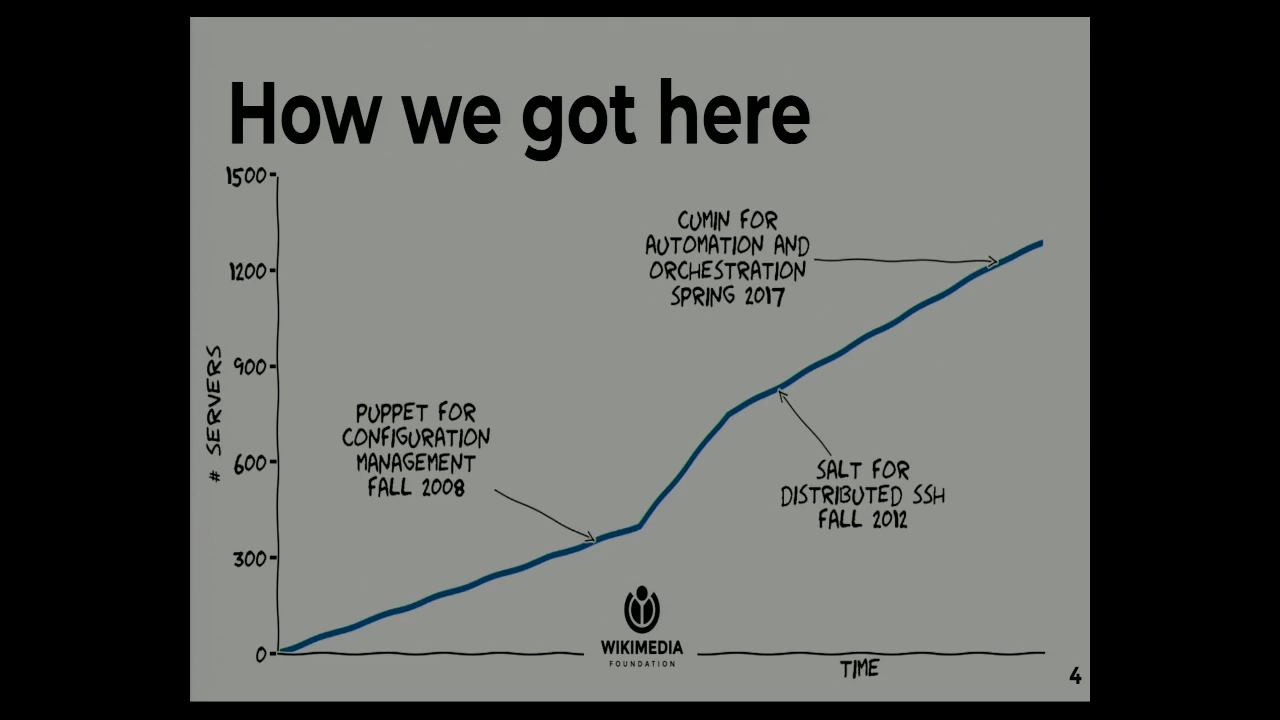 How we got here
1500
1200
900
600
300
0
# SERVERS
CUMIN FOR
AUTOMATION AND
ORCHESTRATION
SPRING 2017
PUPPET FOR
CONFIGURATION
MANAGEMENT
FALL 2008
SALT FOR
DISTRIBUTED SSH
FALL 2012
WIKIMEDIA
FOUNDATION
TIME
4